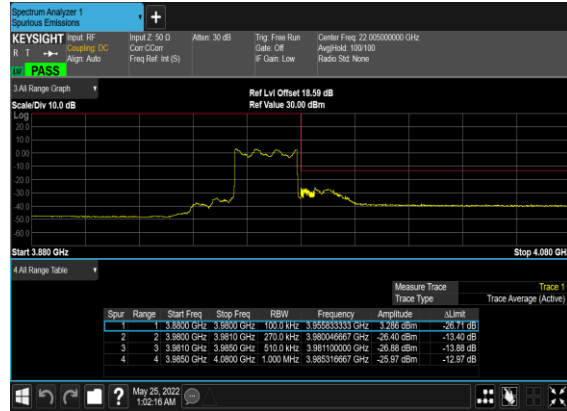 Spectrum Analyzer 1
Spurious Emissions
KEYSIGHT Input: RF Input Z: 50 Ω Atten: 30 dB Trig: Free Run Center Freq: 22.005000000 GHz
R T Coupling: DC Corr CCorr Gate: Off Avg|Hold: 100/100
Align: Auto Freq Ref: Int (S) IF Gain: Low Radio Std: None
PASS
3 All Range Graph
Ref Lvl Offset 18.59 dB
Scale/Div 10.0 dB Ref Value 30.00 dBm
Log
20.0
10.0
0.00
-10.0
-20.0
-30.0
-40.0
-50.0
-60.0
Start 3.880 GHz Stop 4.080 GH
4 All Range Table
Measure Trace Trace 1
Trace Type Trace Average (Active)
Spur Range Start Freq Stop Freq RBW Frequency Amplitude ΔLimit
1 1 3.8800 GHz 3.9800 GHz 100.0 kHz 3.955833333 GHz 3.286 dBm -26.71 dB
2 2 3.9800 GHz 3.9810 GHz 270.0 kHz 3.980046667 GHz -26.40 dBm -13.40 dB
3 3 3.9810 GHz 3.9850 GHz 510.0 kHz 3.981100000 GHz -26.88 dBm -13.88 dB
4 4 3.9850 GHz 4.0800 GHz 1.000 MHz 3.985316667 GHz -25.97 dBm -12.97 dB
? May 25, 2022
1:02:16 AM